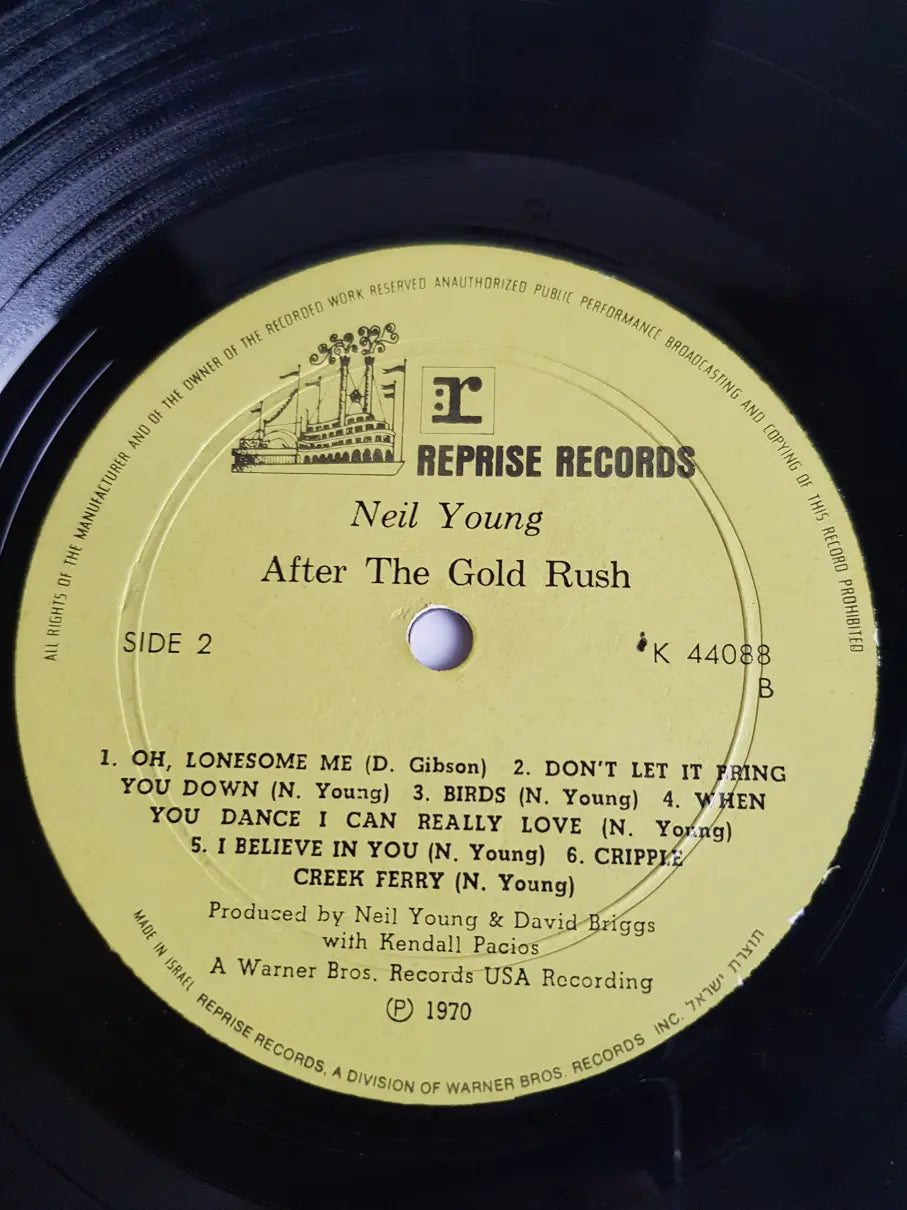 ALL RIGHTS OF THE MANUFACTURER AND OF THE OWNER OF THE RECORDED WORK RESERVED ANAUTHORIZED PUBLIC PERFORMANCE BROADCASTING AND COPYING OF THIS RECORD PROHIBITED
r
REPRISE RECORDS
Neil Young
After The Gold Rush
SIDE 2
K 44088
B
1. OH, LONESOME ME (D. Gibson) 2. DON'T LET IT BRING
YOU DOWN (N. Young) 3. BIRDS (N. Young) 4. WHEN
YOU DANCE I CAN REALLY LOVE (N. Young)
5. I BELIEVE IN YOU (N. Young) 6. CRIPPLE
CREEK FERRY (N. Young)
Produced by Neil Young & David Briggs
with Kendall Pacios
A Warner Bros. Records USA Recording
Ⓟ 1970
MADE IN ISRAEL REPRISE RECORDS, A DIVISION OF WARNER BROS. RECORDS INC. תוצרת ישראל